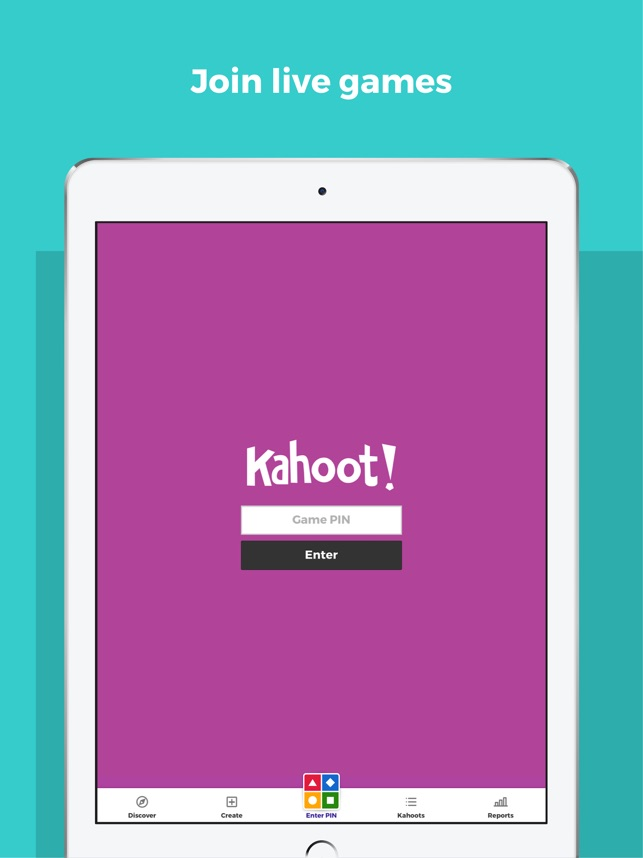 Join live games
Kahoot!
Game PIN
Enter
Discover
Create
Enter PIN
Kahoots
Reports